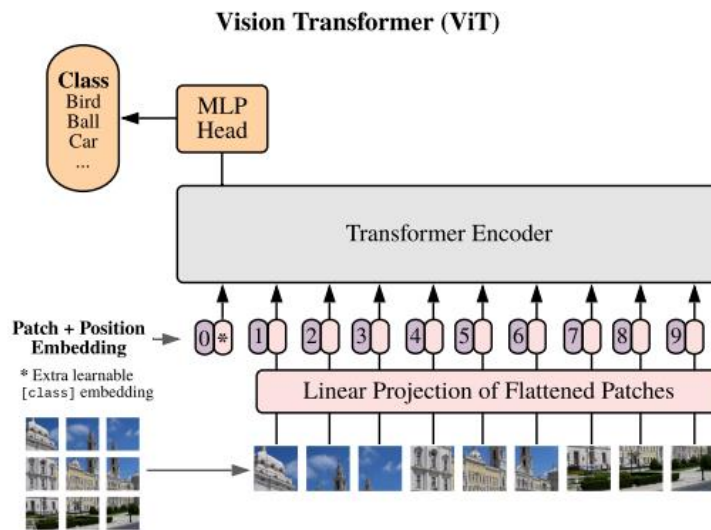 Vision Transformer (ViT)
Class
Bird
Ball
Car
...
MLP
Head
Transformer Encoder
Patch + Position
Embedding
0 * 1 2 3 4 5 6 7 8 9
* Extra learnable
[class] embedding
Linear Projection of Flattened Patches